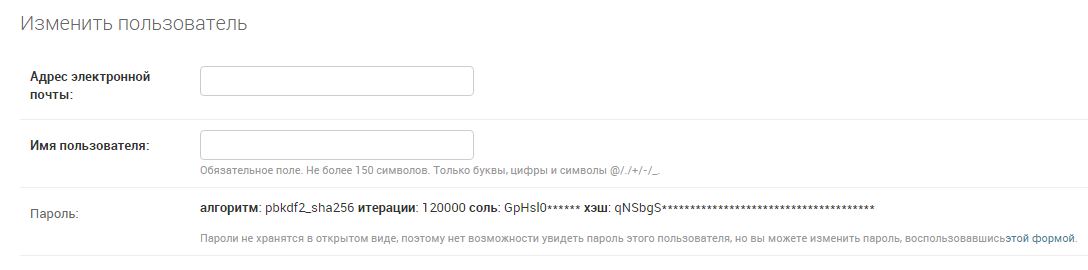 Изменить пользователь
Адрес электронной
почты:
Имя пользователя:
Обязательное поле. Не более 150 символов. Только буквы, цифры и символы @/./+/-/_.
Пароль:
алгоритм: pbkdf2_sha256 итерации: 120000 соль: GpHsl0****** хэш: qNSbgS**************************************
Пароли не хранятся в открытом виде, поэтому нет возможности увидеть пароль этого пользователя, но вы можете изменить пароль, воспользовавшисьэтой формой.